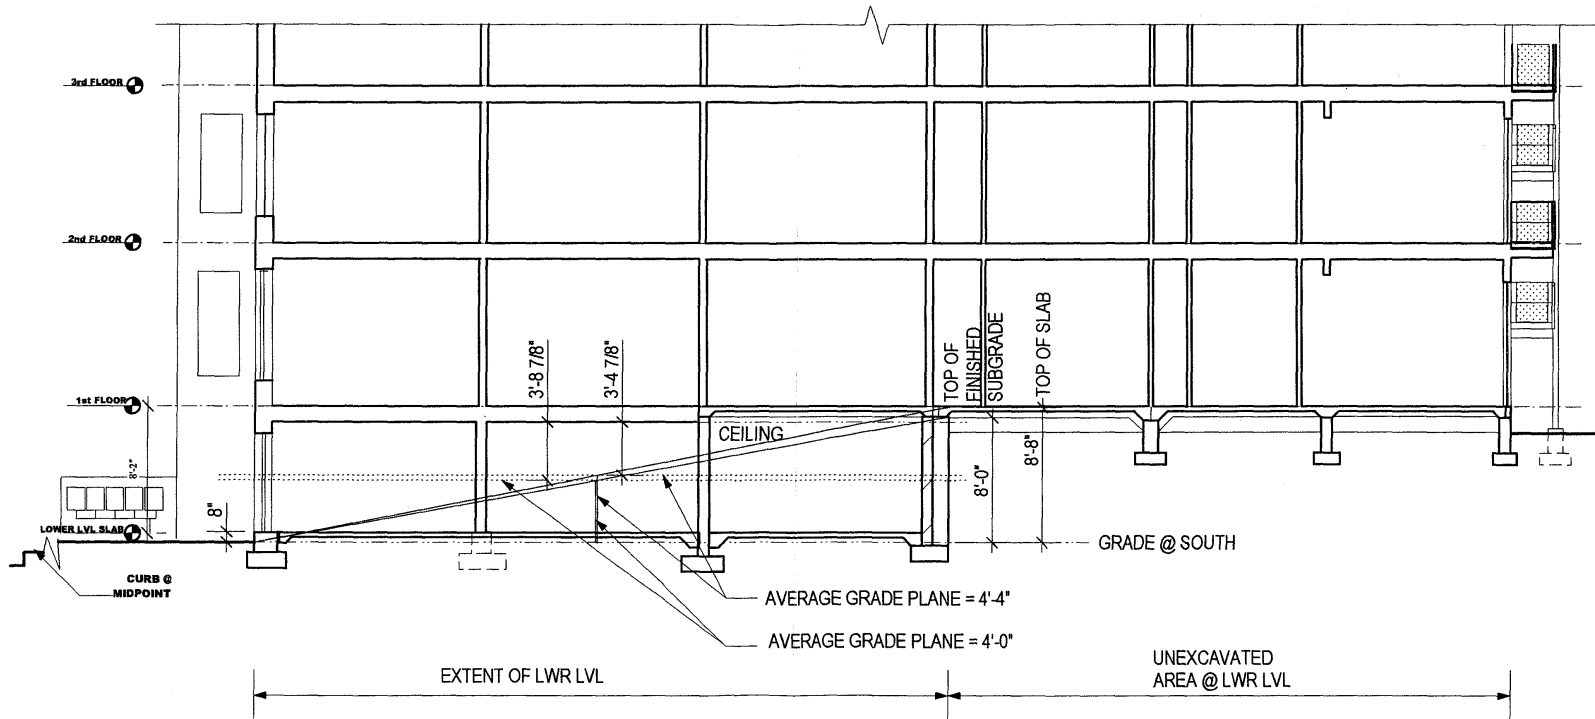 3rd FLOOR
2nd FLOOR
3'-8 7/8"
3'-4 7/8"
TOP OF
FINISHED
SUBGRADE
TOP OF SLAB
1st FLOOR
CEILING
8'-2"
8"
8'-0"
8'-8"
LOWER LVL SLAB
GRADE @ SOUTH
CURB @
MIDPOINT
AVERAGE GRADE PLANE = 4'-4"
AVERAGE GRADE PLANE = 4'-0"
EXTENT OF LWR LVL
UNEXCAVATED
AREA @ LWR LVL